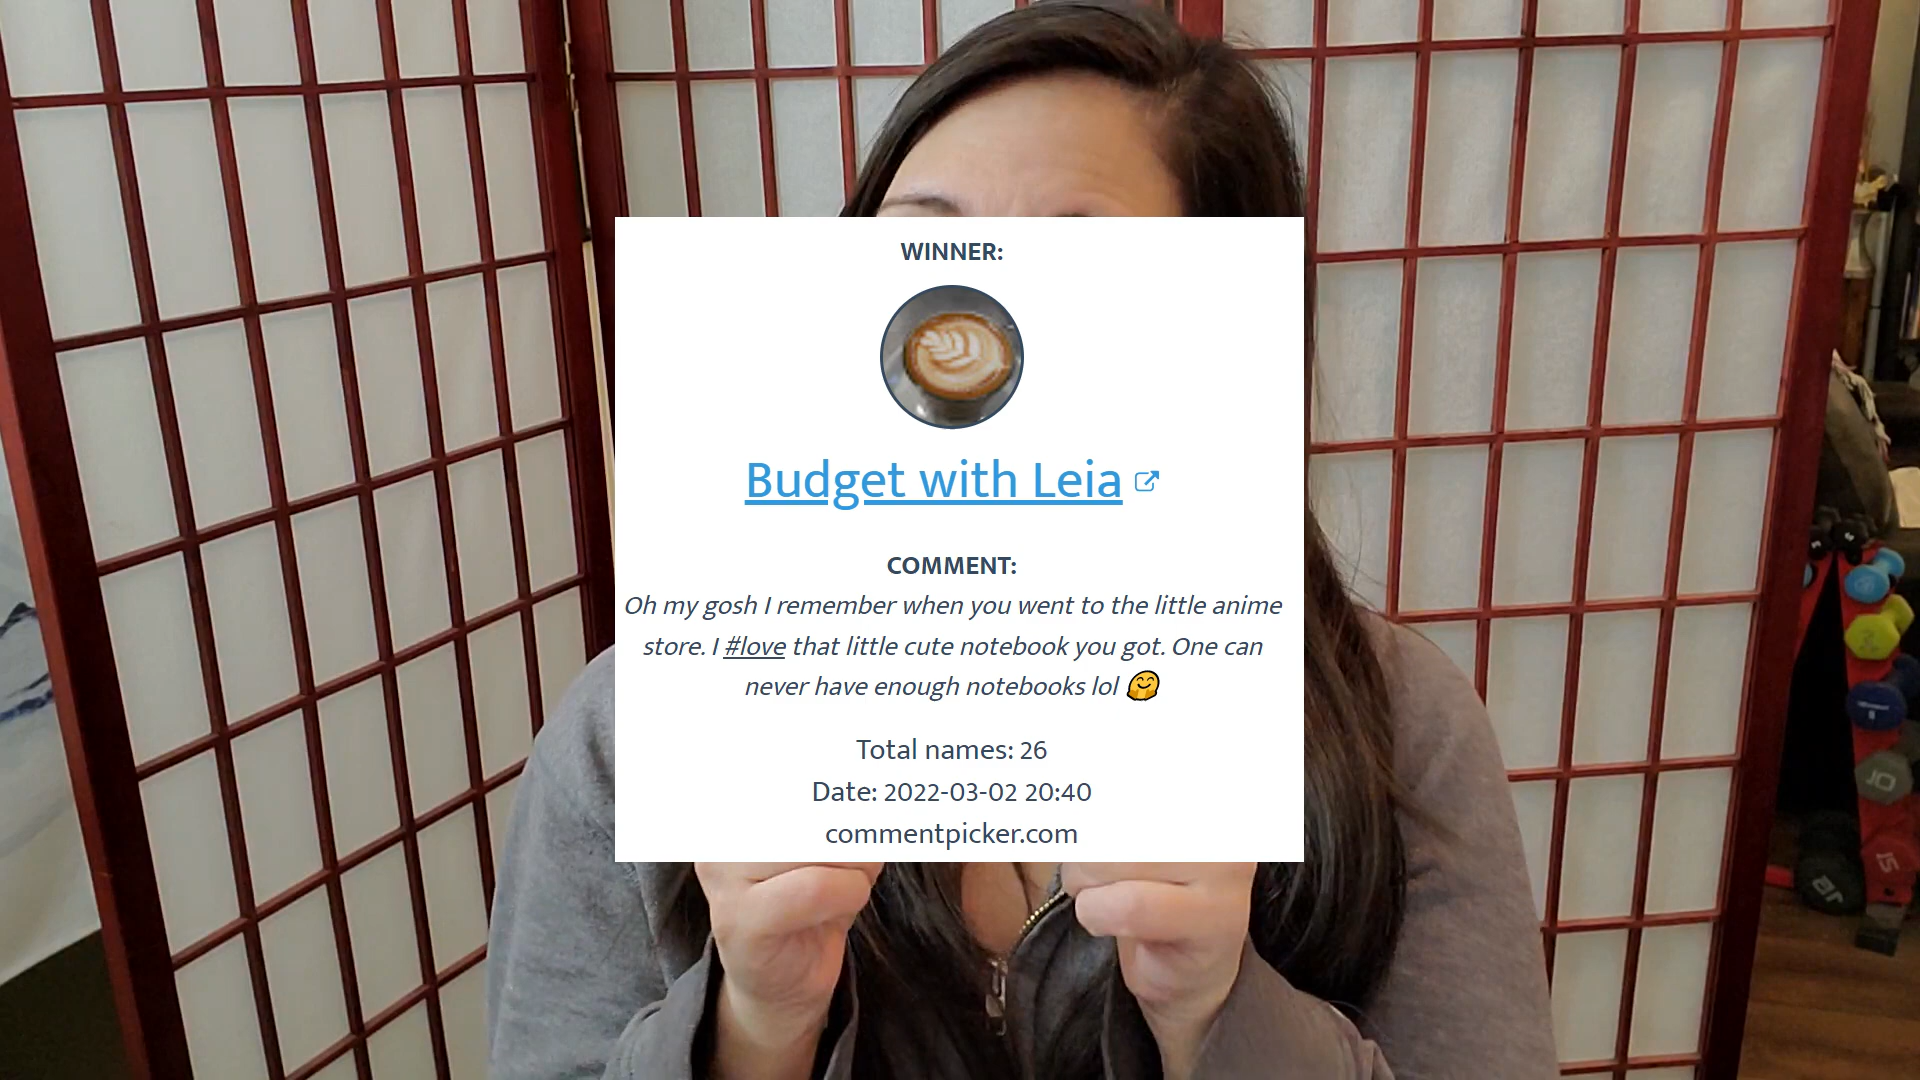 WINNER:
Budget with Leia
COMMENT:
Oh my gosh I remember when you went to the little anime
store. I #love that little cute notebook you got. One can
never have enough notebooks lol 🤗
Total names: 26
Date: 2022-03-02 20:40
commentpicker.com
10
15